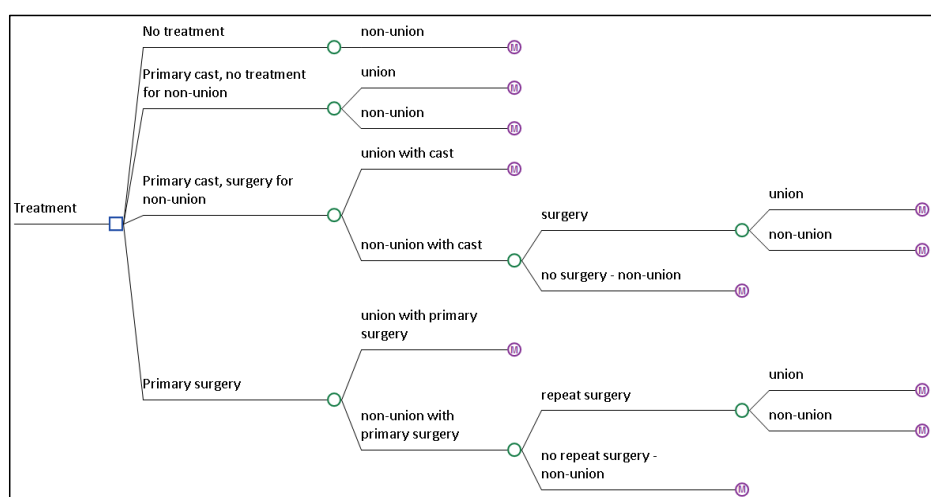 No treatment
non-union
M
Primary cast, no treatment
for non-union
union
M
non-union
M
Treatment
Primary cast, surgery for
non-union
union with cast
M
non-union with cast
surgery
union
M
non-union
M
no surgery - non-union
M
Primary surgery
union with primary
surgery
M
non-union with
primary surgery
repeat surgery
union
M
non-union
M
no repeat surgery -
non-union
M